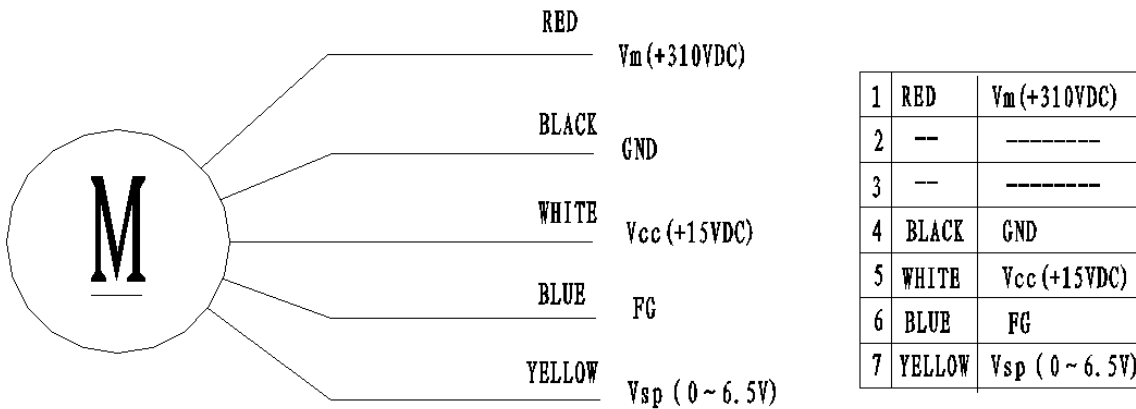 RED
Vm(+310VDC)
BLACK
GND
WHITE
Vcc(+15VDC)
BLUE
FG
YELLOW
Vsp (0~6.5V)
M
1 RED Vm(+310VDC)
2 -- --------
3 -- --------
4 BLACK GND
5 WHITE Vcc(+15VDC)
6 BLUE FG
7 YELLOW Vsp (0~6.5V)